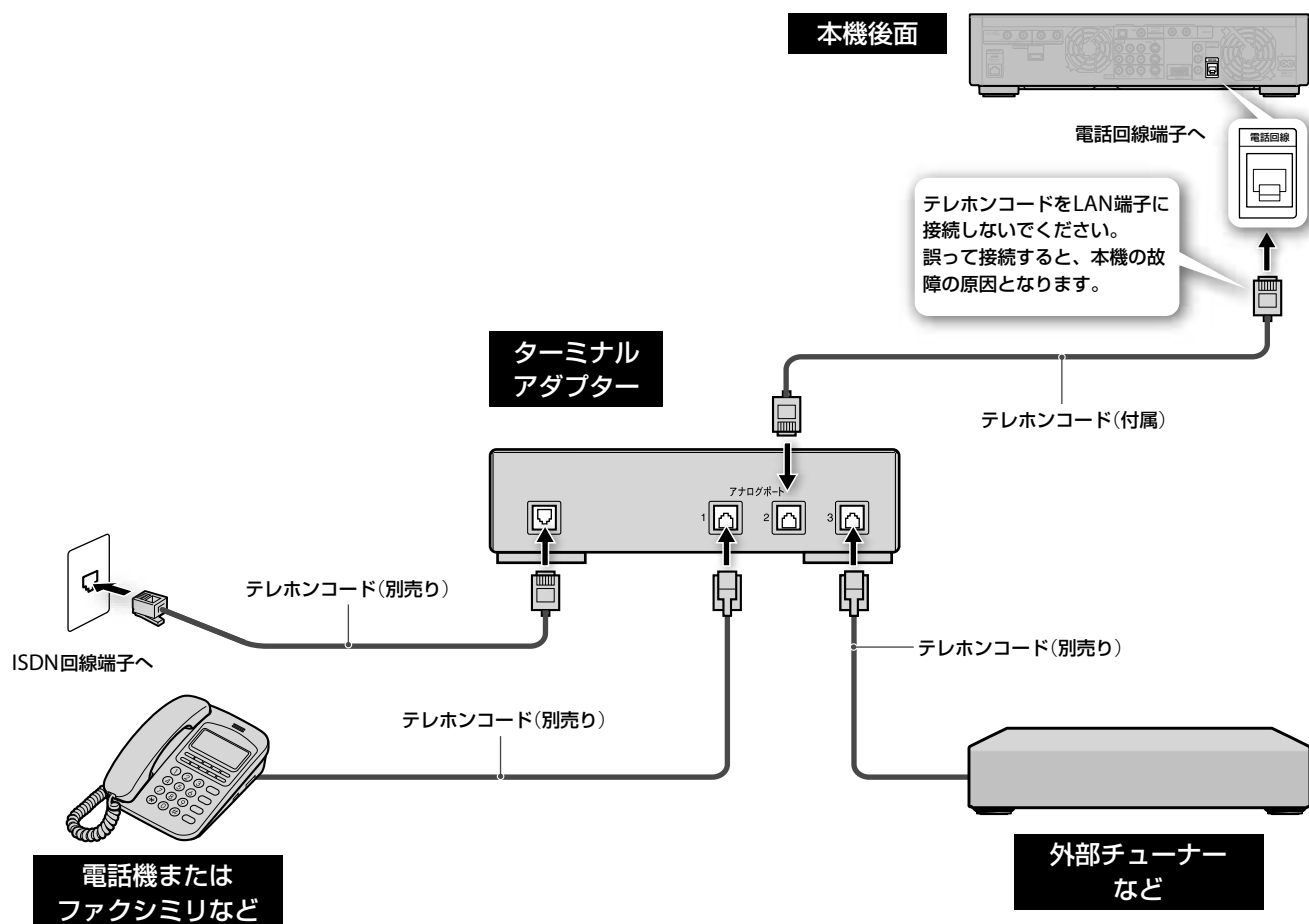 本機後面
電話回線端子へ
電話回線
テレホンコードをLAN端子に
接続しないでください。
誤って接続すると、本機の故
障の原因となります。
ターミナル
アダプター
テレホンコード（付属）
アナログポート
1
2
3
テレホンコード（別売り）
ISDN回線端子へ
テレホンコード（別売り）
テレホンコード（別売り）
電話機または
ファクシミリなど
外部チューナー
など